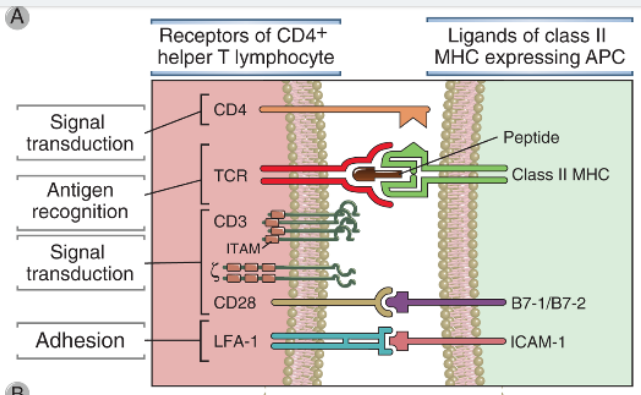 A
Receptors of CD4+
helper T lymphocyte
Ligands of class II
MHC expressing APC
Signal
transduction
CD4
Peptide
Antigen
recognition
TCR
Class II MHC
Signal
transduction
CD3
ITAM
ζ
CD28
B7-1/B7-2
Adhesion
LFA-1
ICAM-1
B